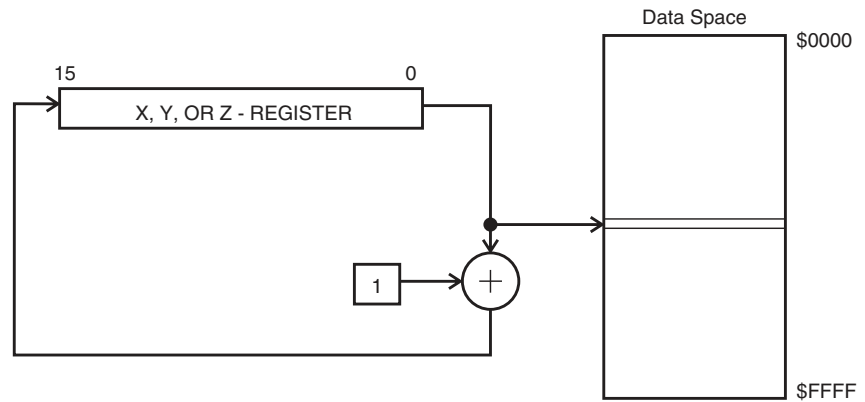 Data Space
$0000
15
0
X, Y, OR Z - REGISTER
1
+
$FFFF